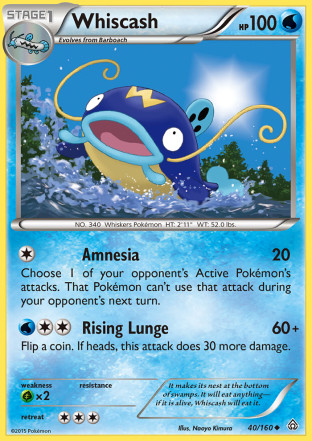 STAGE1
Whiscash
HP100
Evolves from Barboach
NO. 340 Whiskers Pokémon HT: 2'11" WT: 52.0 lbs.
Amnesia 20
Choose 1 of your opponent's Active Pokémon's
attacks. That Pokémon can't use that attack during
your opponent's next turn.
Rising Lunge 60+
Flip a coin. If heads, this attack does 30 more damage.
weakness resistance
×2
It makes its nest at the bottom
of swamps. It will eat anything—
if it is alive, Whiscash will eat it.
retreat
Illus. Naoyo Kimura 40/160
©2015 Pokémon